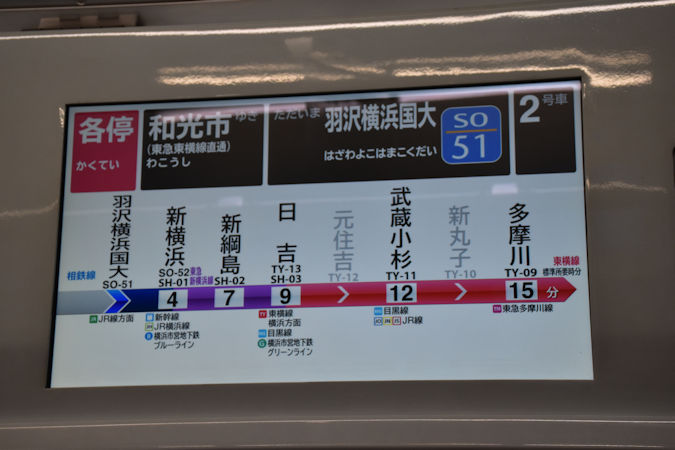 各停
かくてい
和光市 ゆき
(東急東横線直通)
わこうし
ただいま 羽沢横浜国大
はざわよこはまこくだい
SO
51
2 号車
相鉄線
羽沢横浜国大
SO-51
新横浜
SO-52
SH-01
東急
新横浜線
新綱島
SH-02
日吉
TY-13
SH-03
元住吉
TY-12
武蔵小杉
TY-11
新丸子
TY-10
多摩川
TY-09
東横線
標準所要時分
4
7
9
12
15
分
JR JR線方面
新幹線
JH JR横浜線
B 横浜市営地下鉄
ブルーライン
TY 東横線
横浜方面
MG 目黒線
G 横浜市営地下鉄
グリーンライン
MG 目黒線
JO JN JS JR線
TM 東急多摩川線